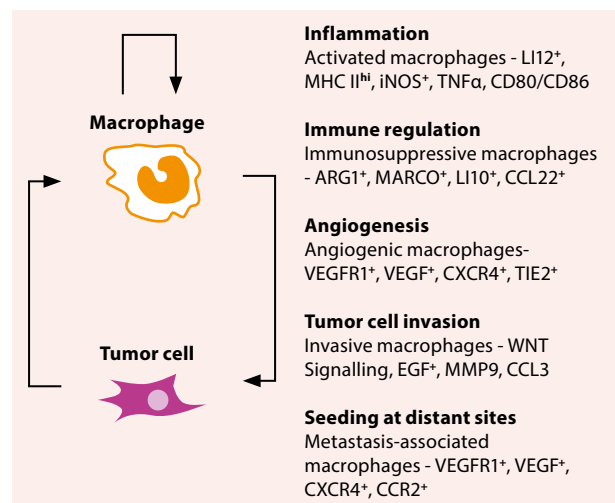 Macrophage
Tumor cell
Inflammation
Activated macrophages - LI12⁺,
MHC IIʰⁱ, iNOS⁺, TNFα, CD80/CD86
Immune regulation
Immunosuppressive macrophages
- ARG1⁺, MARCO⁺, LI10⁺, CCL22⁺
Angiogenesis
Angiogenic macrophages-
VEGFR1⁺, VEGF⁺, CXCR4⁺, TIE2⁺
Tumor cell invasion
Invasive macrophages - WNT
Signalling, EGF⁺, MMP9, CCL3
Seeding at distant sites
Metastasis-associated
macrophages - VEGFR1⁺, VEGF⁺,
CXCR4⁺, CCR2⁺